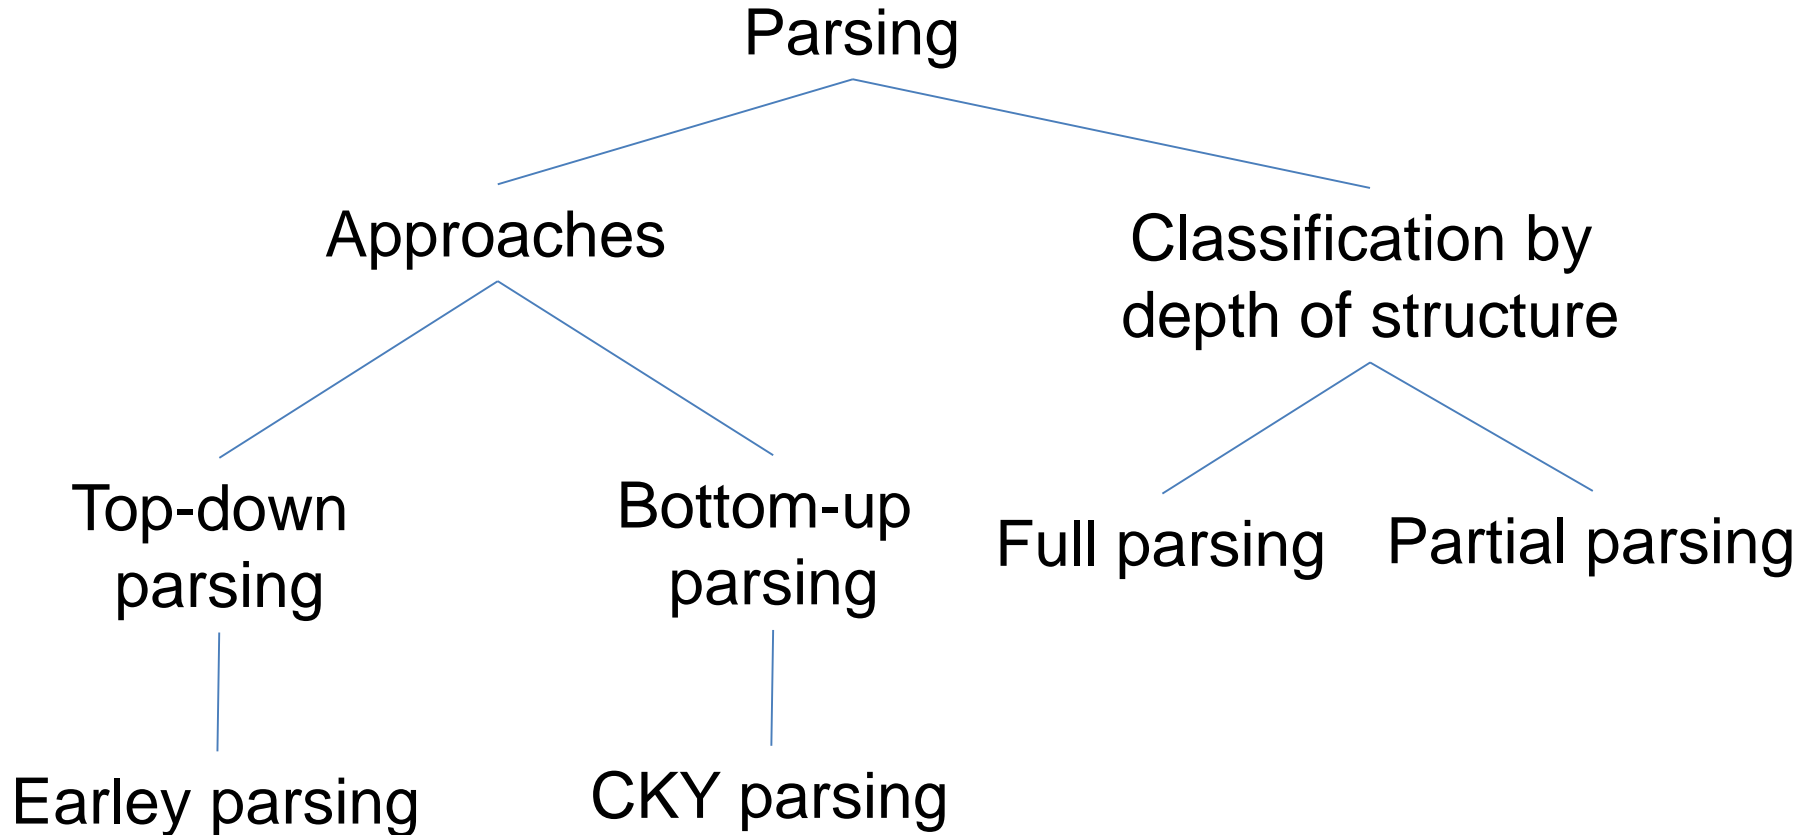 Parsing
Approaches
Classification by
depth of structure
Top-down
parsing
Bottom-up
parsing
Full parsing
Partial parsing
Earley parsing
CKY parsing